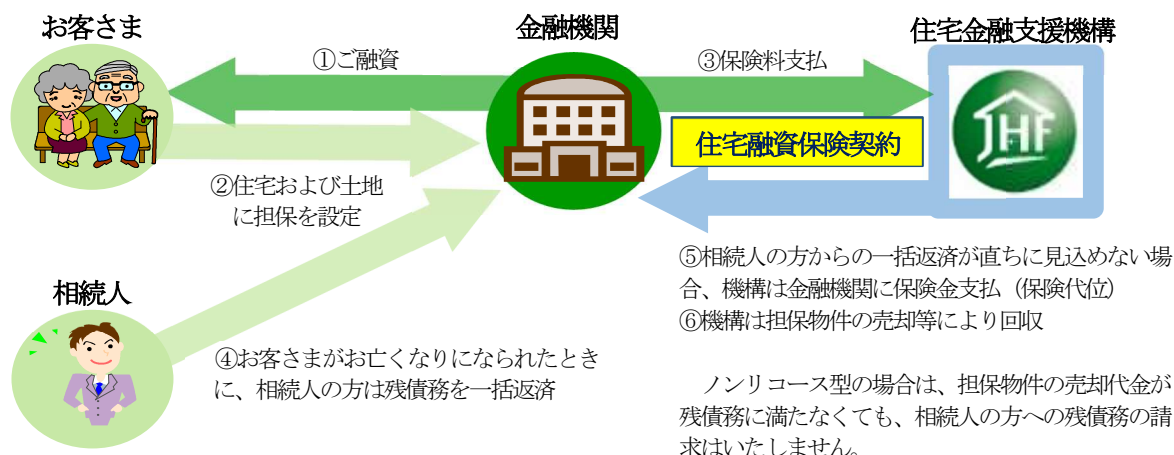 お客さま
金融機関
住宅金融支援機構
①ご融資
③保険料支払
JHF
住宅融資保険契約
②住宅および土地
に担保を設定
⑤相続人の方からの一括返済が直ちに見込めない場
合、機構は金融機関に保険金支払（保険代位）
⑥機構は担保物件の売却等により回収
相続人
④お客さまがお亡くなりになられたとき
に、相続人の方は残債務を一括返済
ノンリコース型の場合は、担保物件の売却代金が
残債務に満たなくても、相続人の方への残債務の請
求はいたしません。